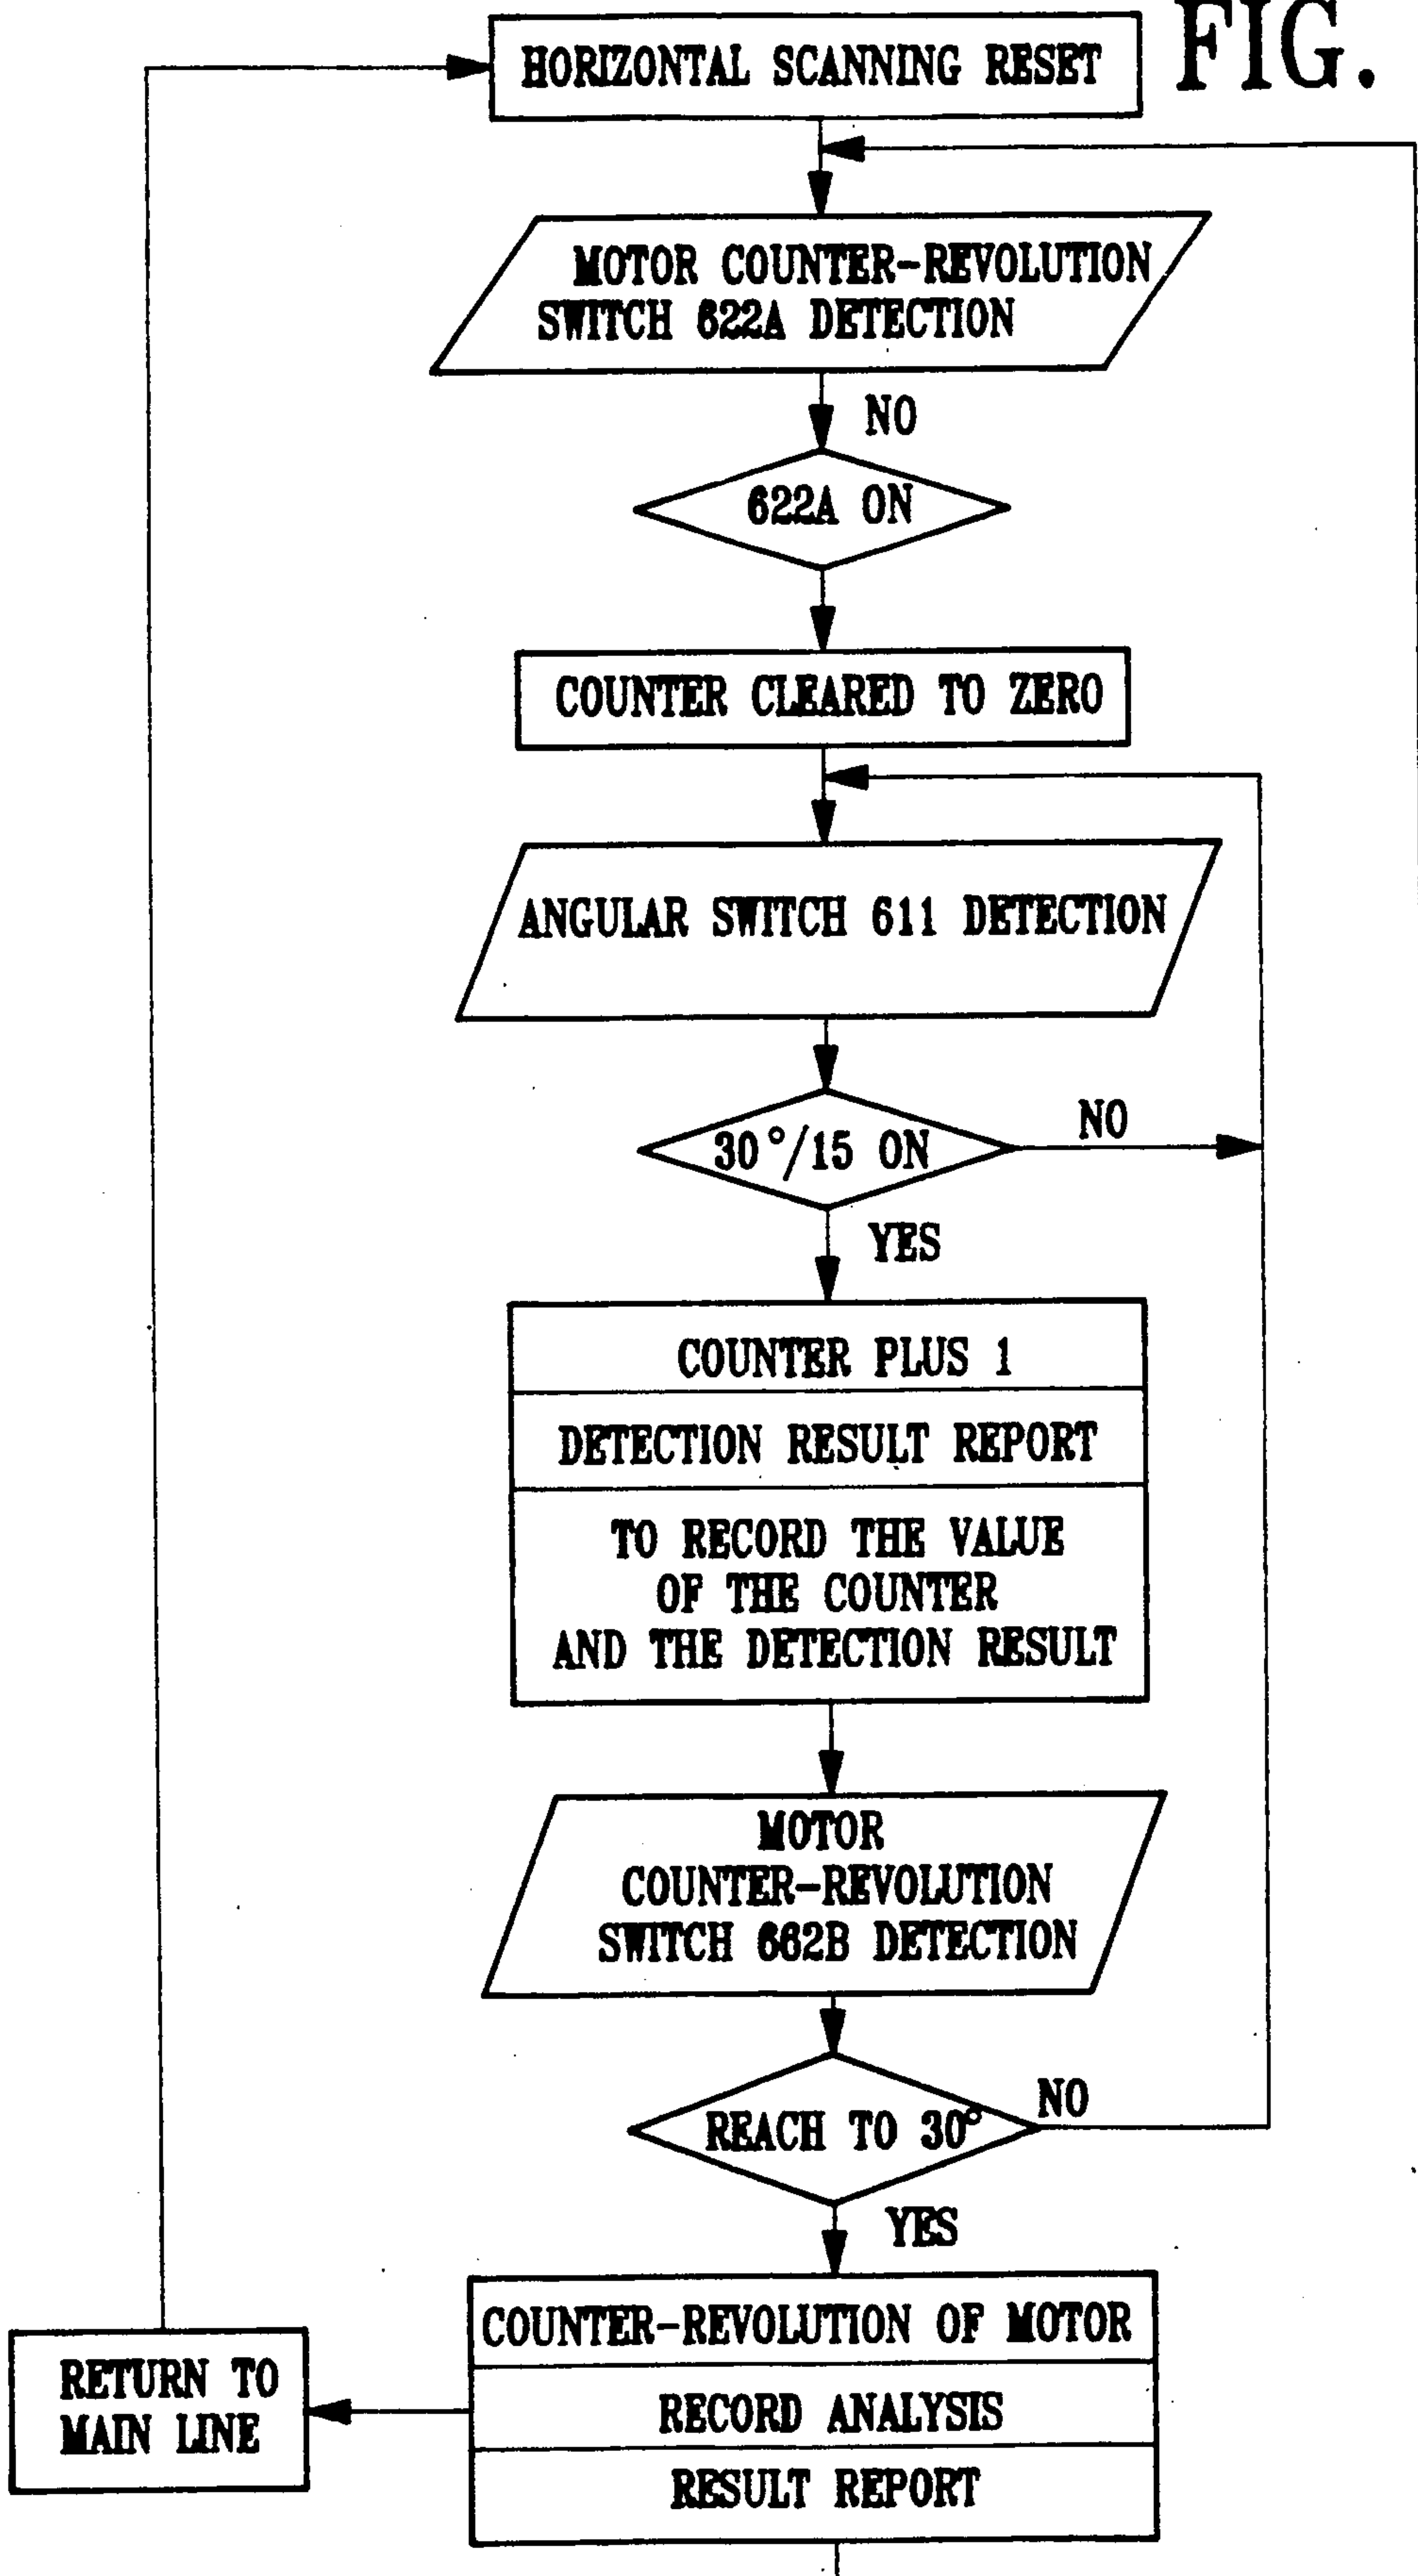 FIG.
HORIZONTAL SCANNING RESET
MOTOR COUNTER-REVOLUTION
SWITCH 622A DETECTION
NO
622A ON
COUNTER CLEARED TO ZERO
ANGULAR SWITCH 611 DETECTION
30°/15 ON
NO
YES
COUNTER PLUS 1
DETECTION RESULT REPORT
TO RECORD THE VALUE
OF THE COUNTER
AND THE DETECTION RESULT
MOTOR
COUNTER-REVOLUTION
SWITCH 662B DETECTION
REACH TO 30°
NO
YES
COUNTER-REVOLUTION OF MOTOR
RECORD ANALYSIS
RESULT REPORT
RETURN TO
MAIN LINE